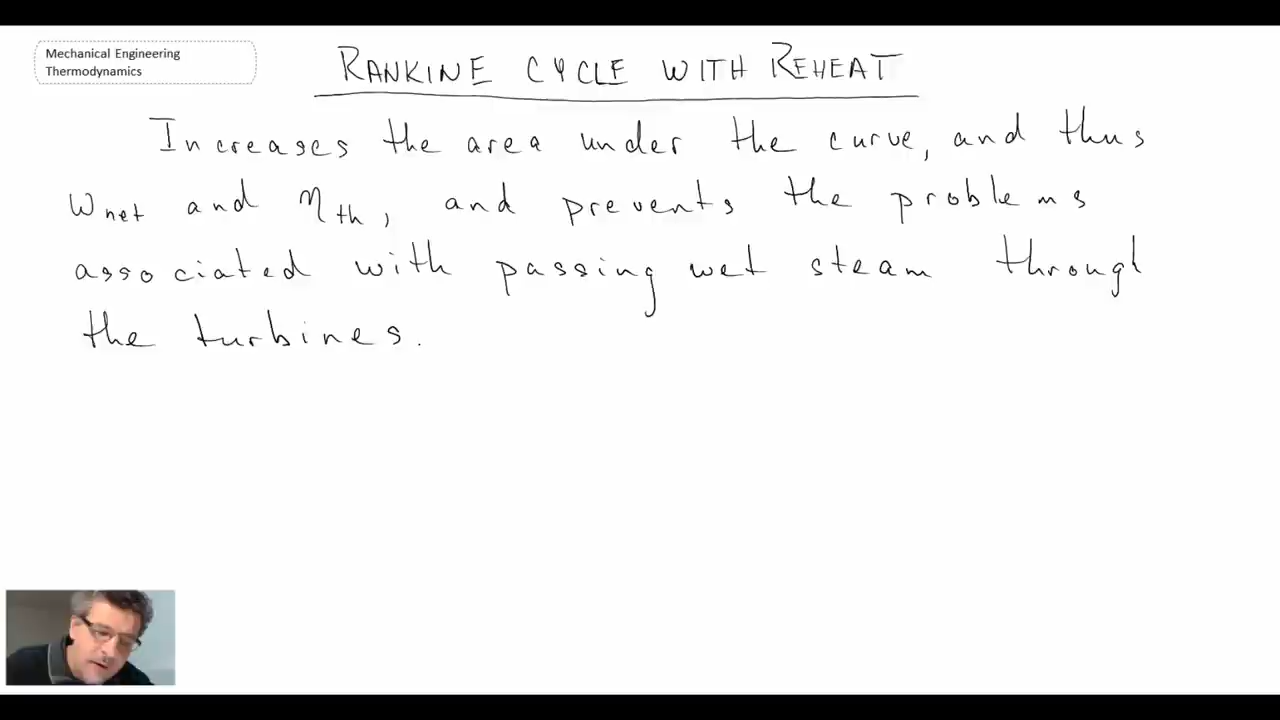 Mechanical Engineering
Thermodynamics
RANKINE CYCLE WITH REHEAT
Increases the area under the curve, and thus
wnet and ηth, and prevents the problems
associated with passing wet steam through
the turbines.